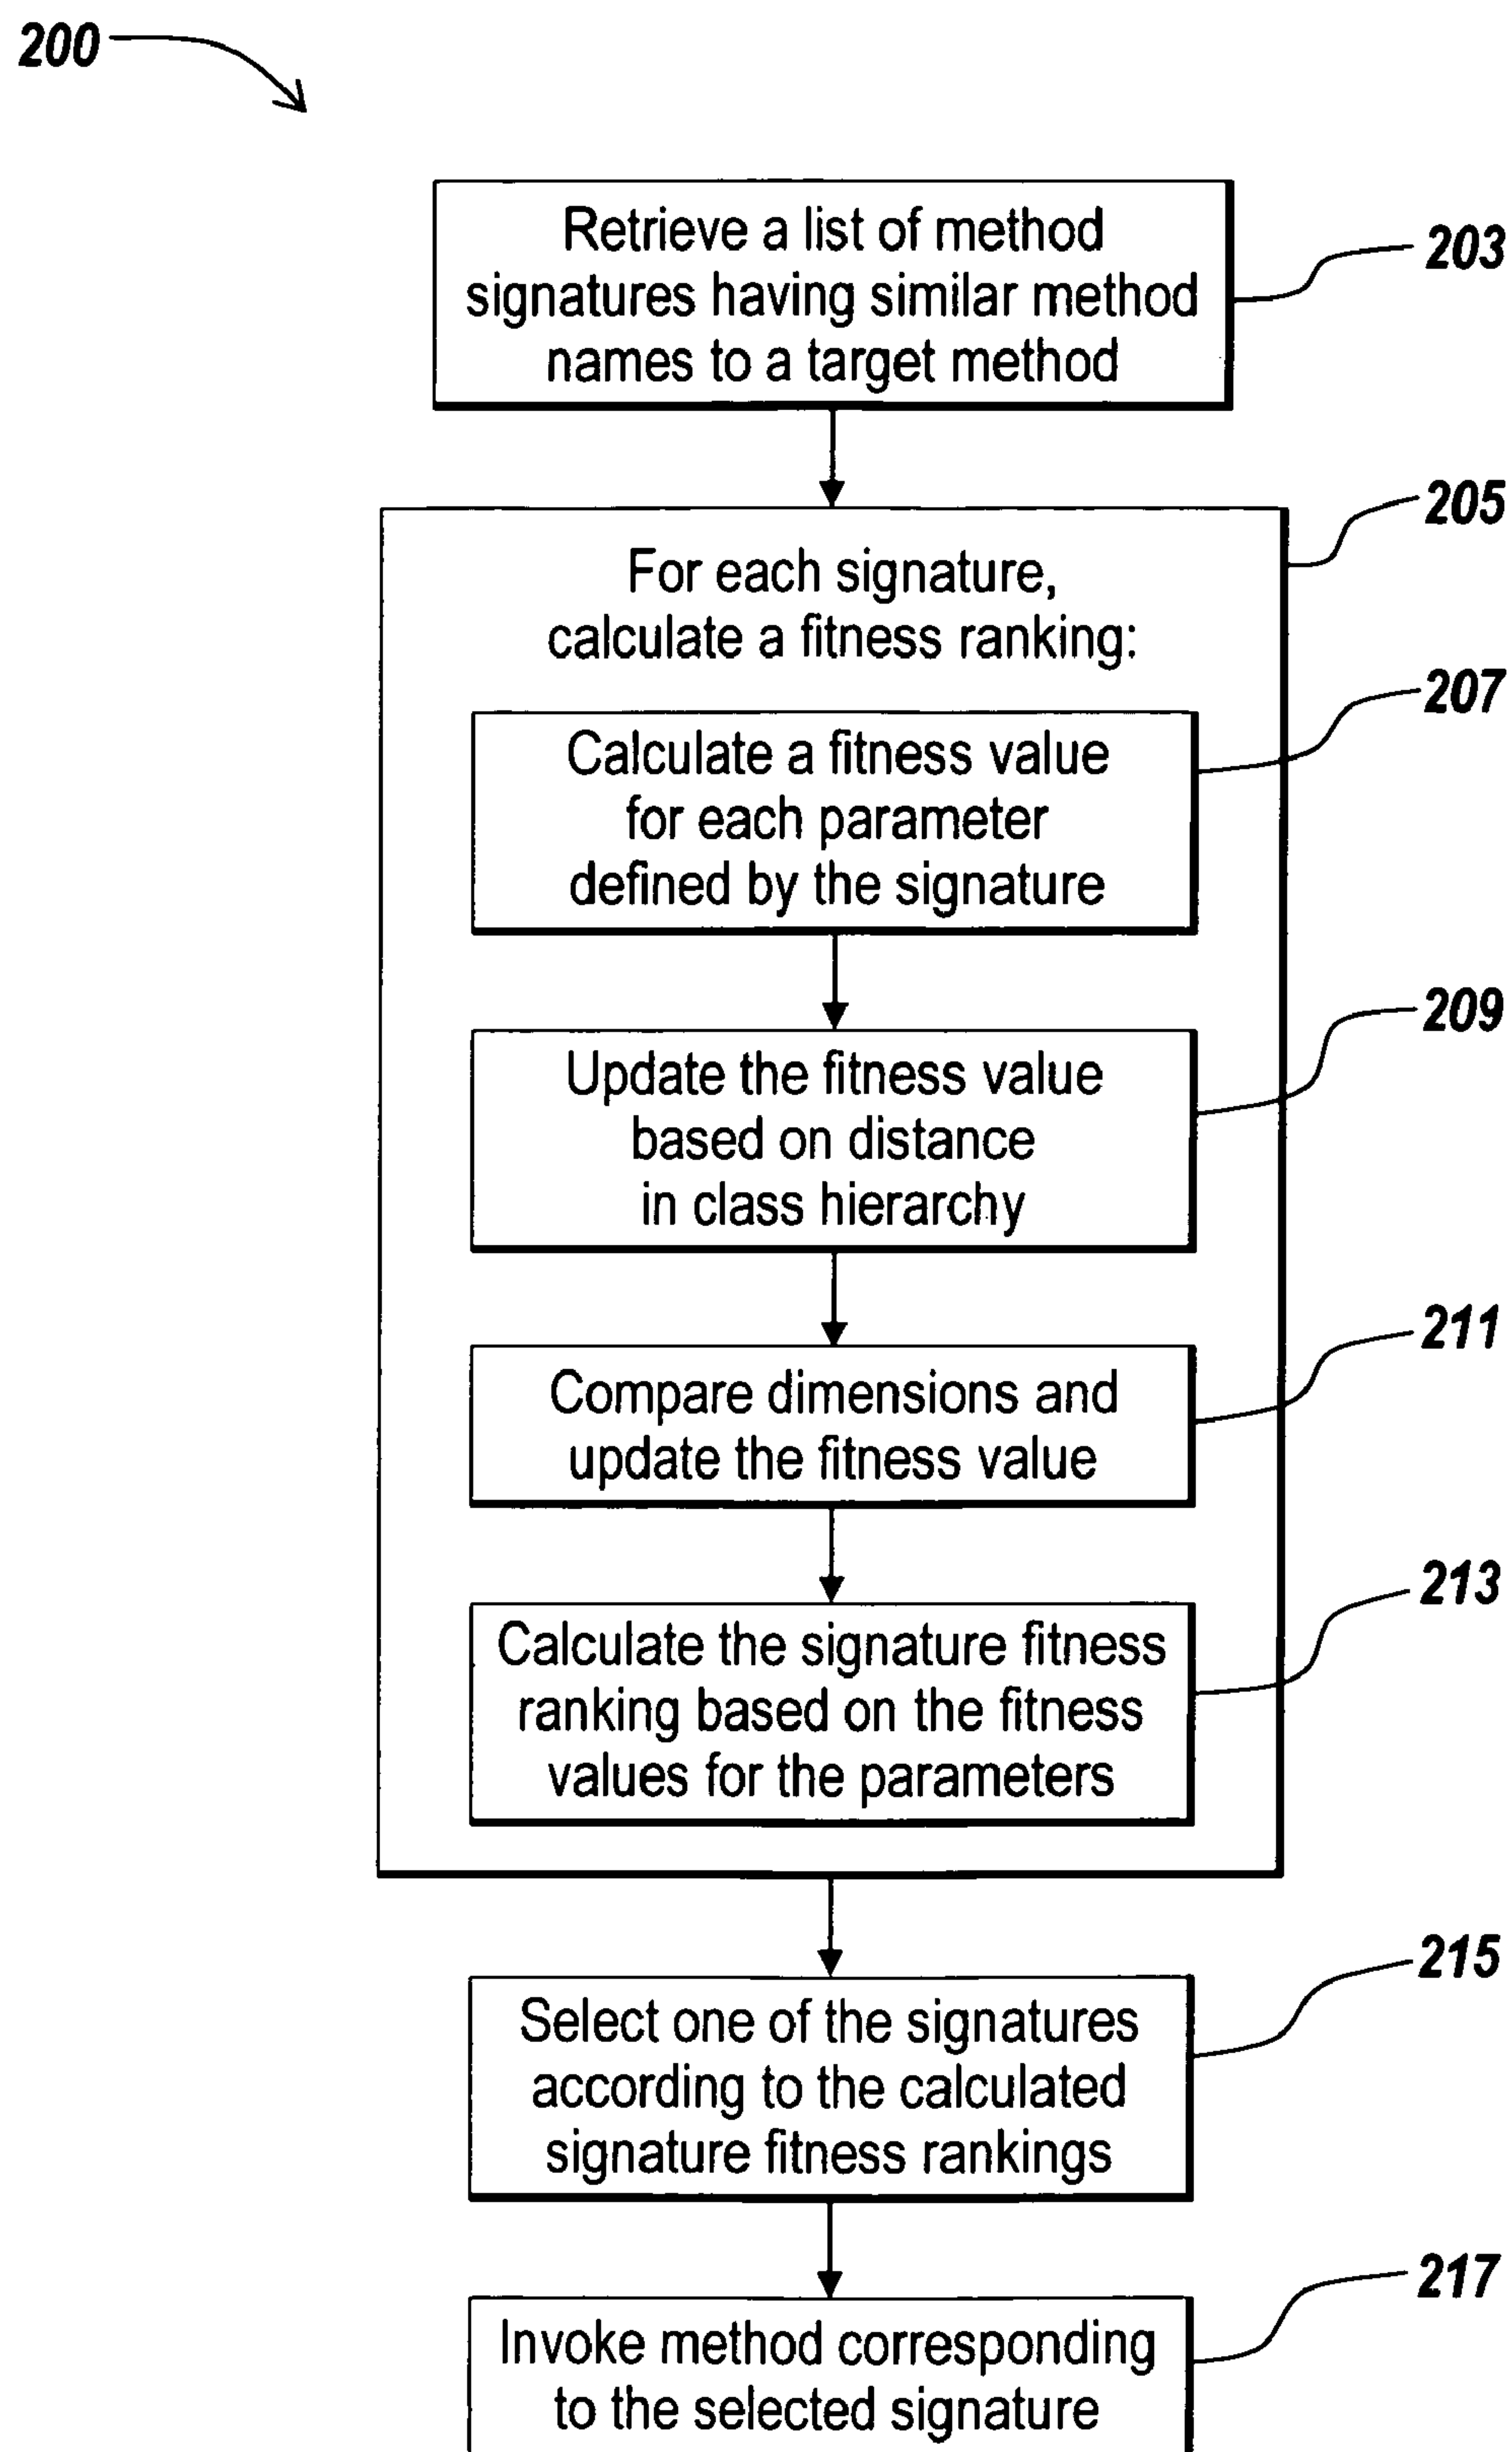 200
Retrieve a list of method
signatures having similar method
names to a target method
203
205
For each signature,
calculate a fitness ranking:
207
Calculate a fitness value
for each parameter
defined by the signature
209
Update the fitness value
based on distance
in class hierarchy
211
Compare dimensions and
update the fitness value
213
Calculate the signature fitness
ranking based on the fitness
values for the parameters
215
Select one of the signatures
according to the calculated
signature fitness rankings
217
Invoke method corresponding
to the selected signature